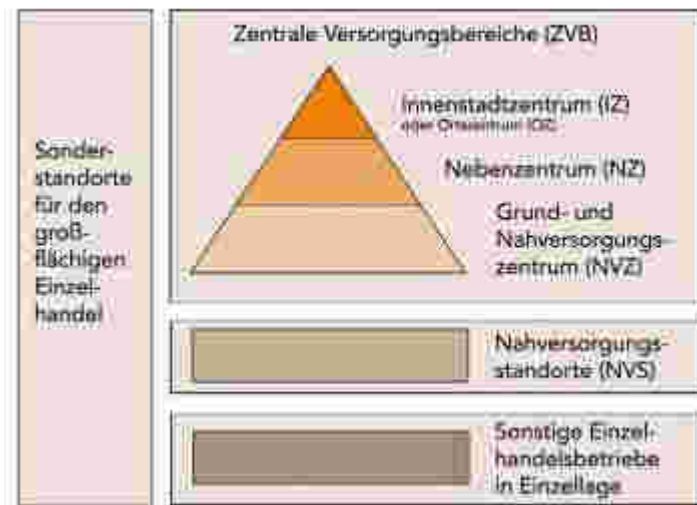 Sonder-
standorte
für den
groß-
flächigen
Einzel-
handel
Zentrale Versorgungsbereiche (ZVB)
Innenstadtzentrum (IZ)
oder Ortszentrum (OZ)
Nebenzentrum (NZ)
Grund- und
Nahversorgungs-
zentrum (NVZ)
Nahversorgungs-
standorte (NVS)
Sonstige Einzel-
handelsbetriebe
in Einzellage